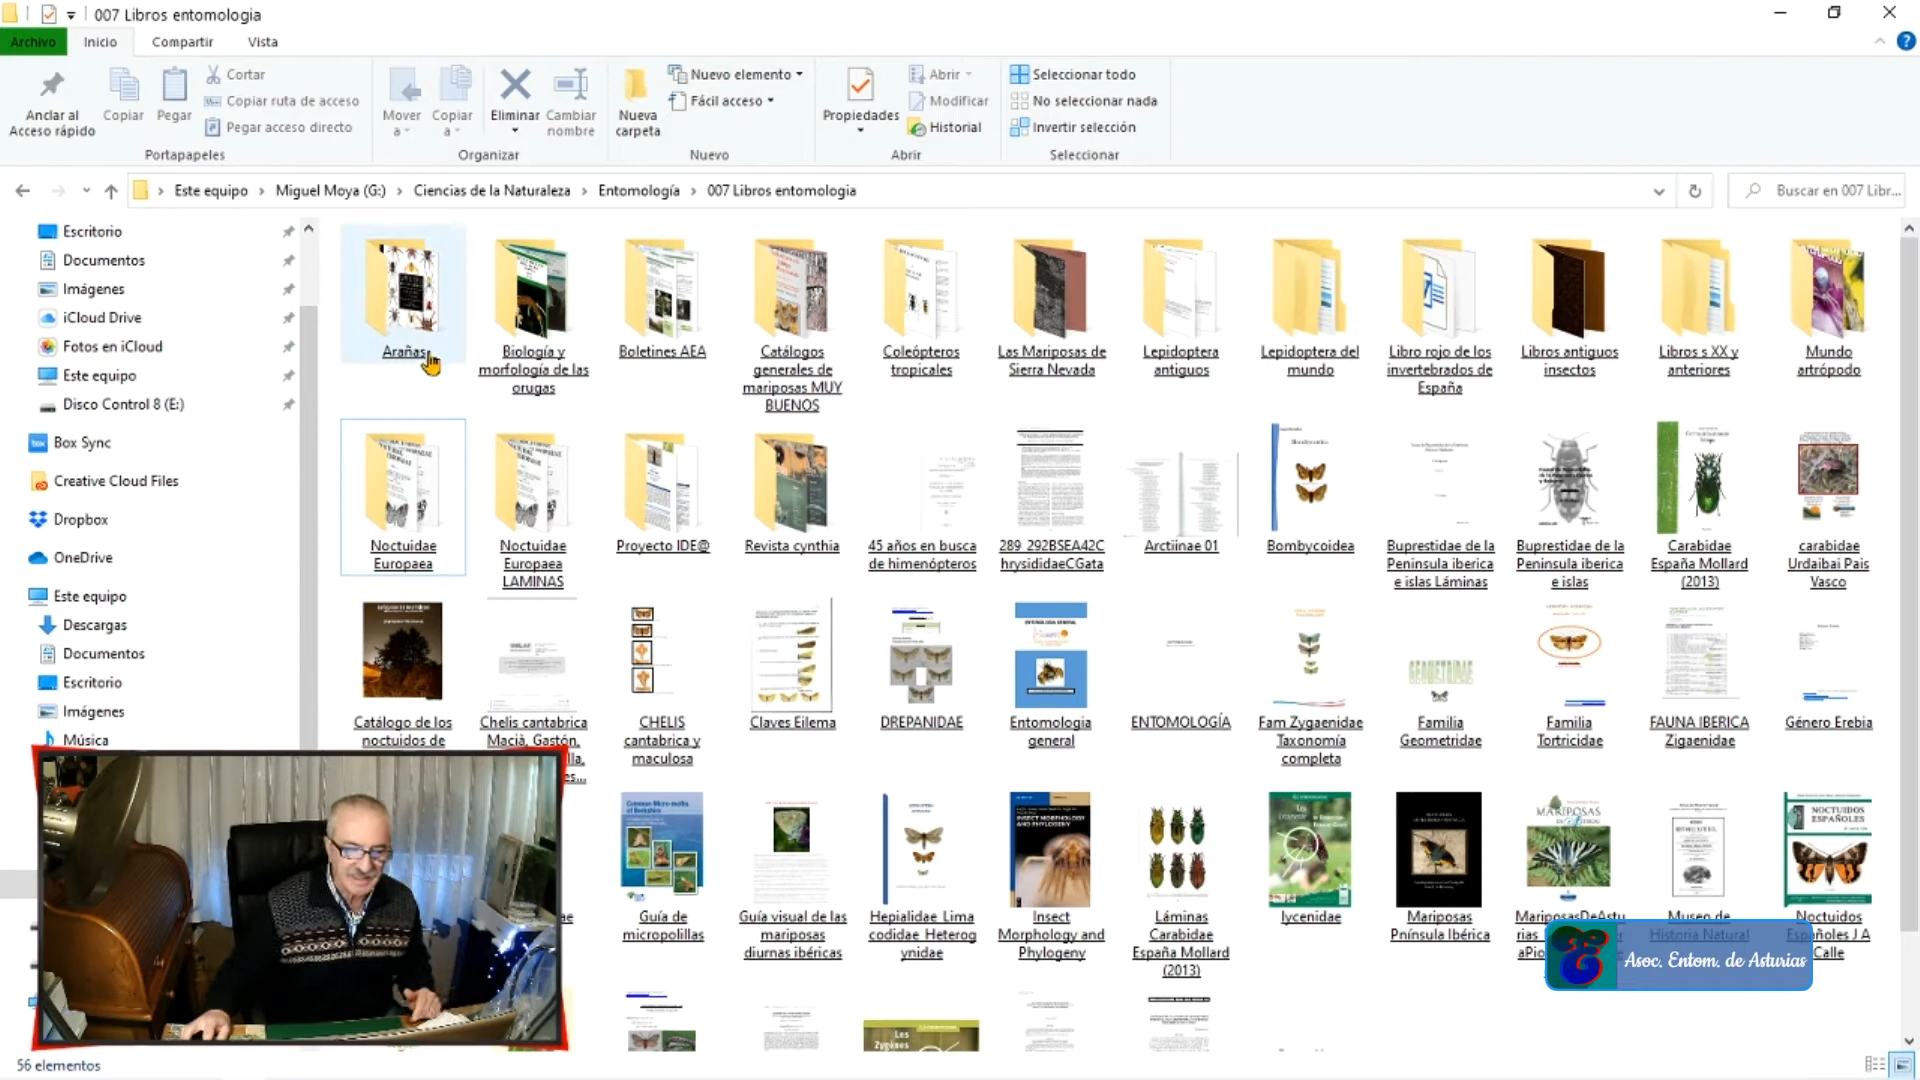 007 Libros entomologia
Archivo
Inicio
Compartir
Vista
Anclar al
Acceso rápido
Copiar
Pegar
Cortar
Copiar ruta de acceso
Pegar acceso directo
Portapapeles
Mover
a
Copiar
a
Eliminar
Cambiar
nombre
Organizar
Nueva
carpeta
Nuevo elemento
Fácil acceso
Nuevo
Propiedades
Abrir
Modificar
Historial
Abrir
Seleccionar todo
No seleccionar nada
Invertir selección
Seleccionar
Este equipo
Miguel Moya (G:)
Ciencias de la Naturaleza
Entomología
007 Libros entomologia
Buscar en 007 Libr...
Escritorio
Documentos
Imágenes
iCloud Drive
Fotos en iCloud
Este equipo
Disco Control 8 (E:)
Box Sync
Creative Cloud Files
Dropbox
OneDrive
Este equipo
Descargas
Documentos
Escritorio
Imágenes
Música
Arañas
Biología y
morfología de las
orugas
Boletines AEA
Catálogos
generales de
mariposas MUY
BUENOS
Coleópteros
tropicales
Las Mariposas de
Sierra Nevada
Lepidoptera
antiguos
Lepidoptera del
mundo
Libro rojo de los
invertebrados de
España
Libros antiguos
insectos
Libros s XX y
anteriores
Mundo
artrópodo
Noctuidae
Europaea
Noctuidae
Europaea
LAMINAS
Proyecto IDE@
Revista cynthia
45 años en busca
de himenópteros
289_292BSEA42C
hrysididaeCGata
Arctiinae 01
Bombycoidea
Buprestidae de la
Peninsula iberica
e islas Láminas
Buprestidae de la
Peninsula iberica
e islas
Carabidae
España Mollard
(2013)
carabidae
Urdaibai Pais
Vasco
Catálogo de los
noctuidos de
Chelis cantabrica
Macià, Gastón,
CHELIS
cantabrica y
maculosa
Claves Eilema
DREPANIDAE
Entomologia
general
ENTOMOLOGÍA
Fam Zygaenidae
Taxonomía
completa
Familia
Geometridae
Familia
Tortricidae
FAUNA IBERICA
Zigaenidae
Género Erebia
Guía de
micropolillas
Guía visual de las
mariposas
diurnas ibéricas
Hepialidae_Lima
codidae_Heterog
ynidae
Insect
Morphology and
Phylogeny
Láminas
Carabidae
España Mollard
(2013)
lycenidae
Mariposas
Pnínsula Ibérica
MariposasDeAstu
rias
Museo de
Historia Natural
Noctuidos
Españoles J A
Calle
Asoc. Entom. de Asturias
56 elementos